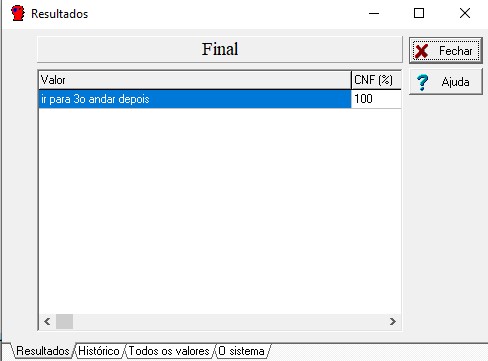 Resultados
Final
Fechar
Valor CNF (%)
Ajuda
ir para 3o andar depois 100
Resultados Histórico Todos os valores O sistema